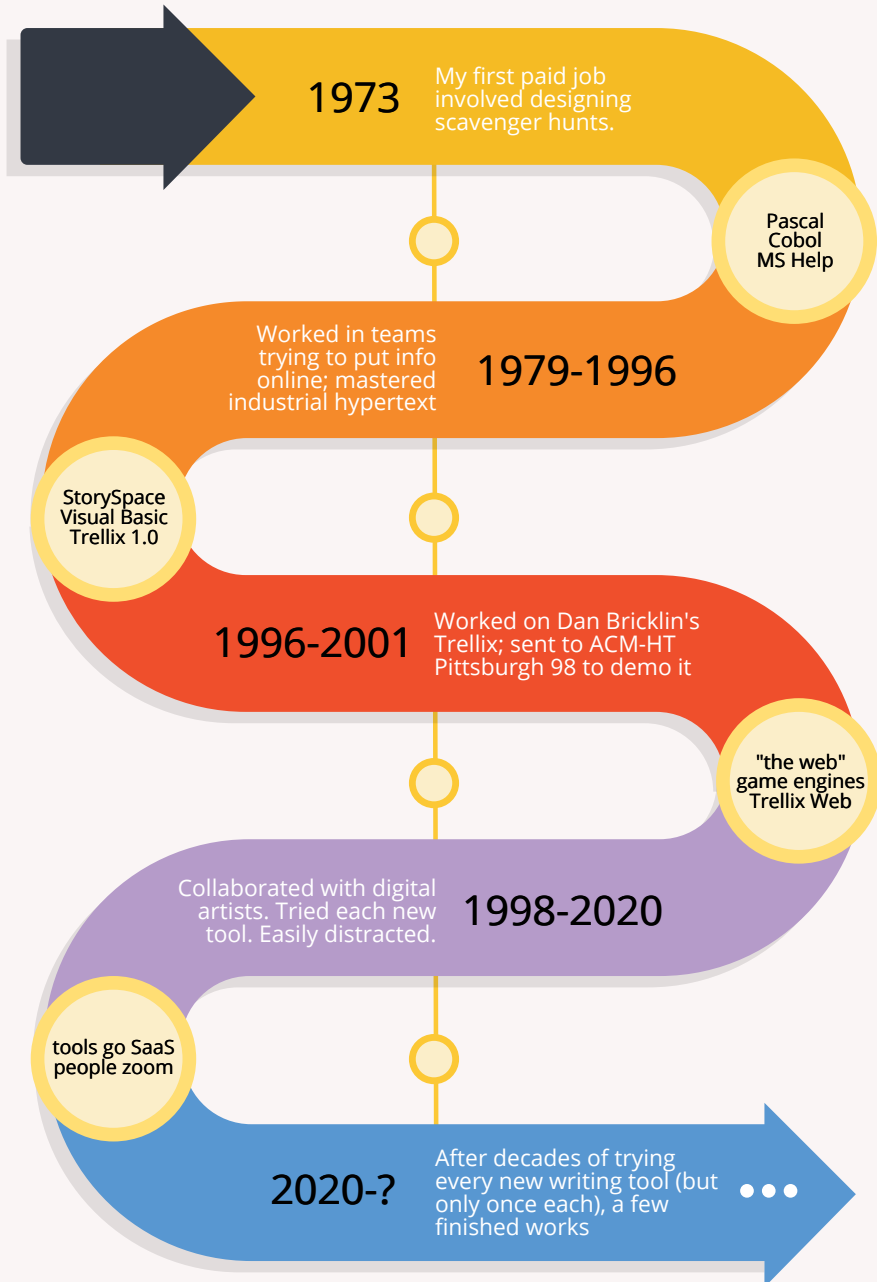 1973
My first paid job
involved designing
scavenger hunts.
Pascal
Cobol
MS Help
Worked in teams
trying to put info
online; mastered
industrial hypertext
1979-1996
StorySpace
Visual Basic
Trellix 1.0
1996-2001
Worked on Dan Bricklin's
Trellix; sent to ACM-HT
Pittsburgh 98 to demo it
"the web"
game engines
Trellix Web
Collaborated with digital
artists. Tried each new
tool. Easily distracted.
1998-2020
tools go SaaS
people zoom
2020-?
After decades of trying
every new writing tool (but
only once each), a few
finished works